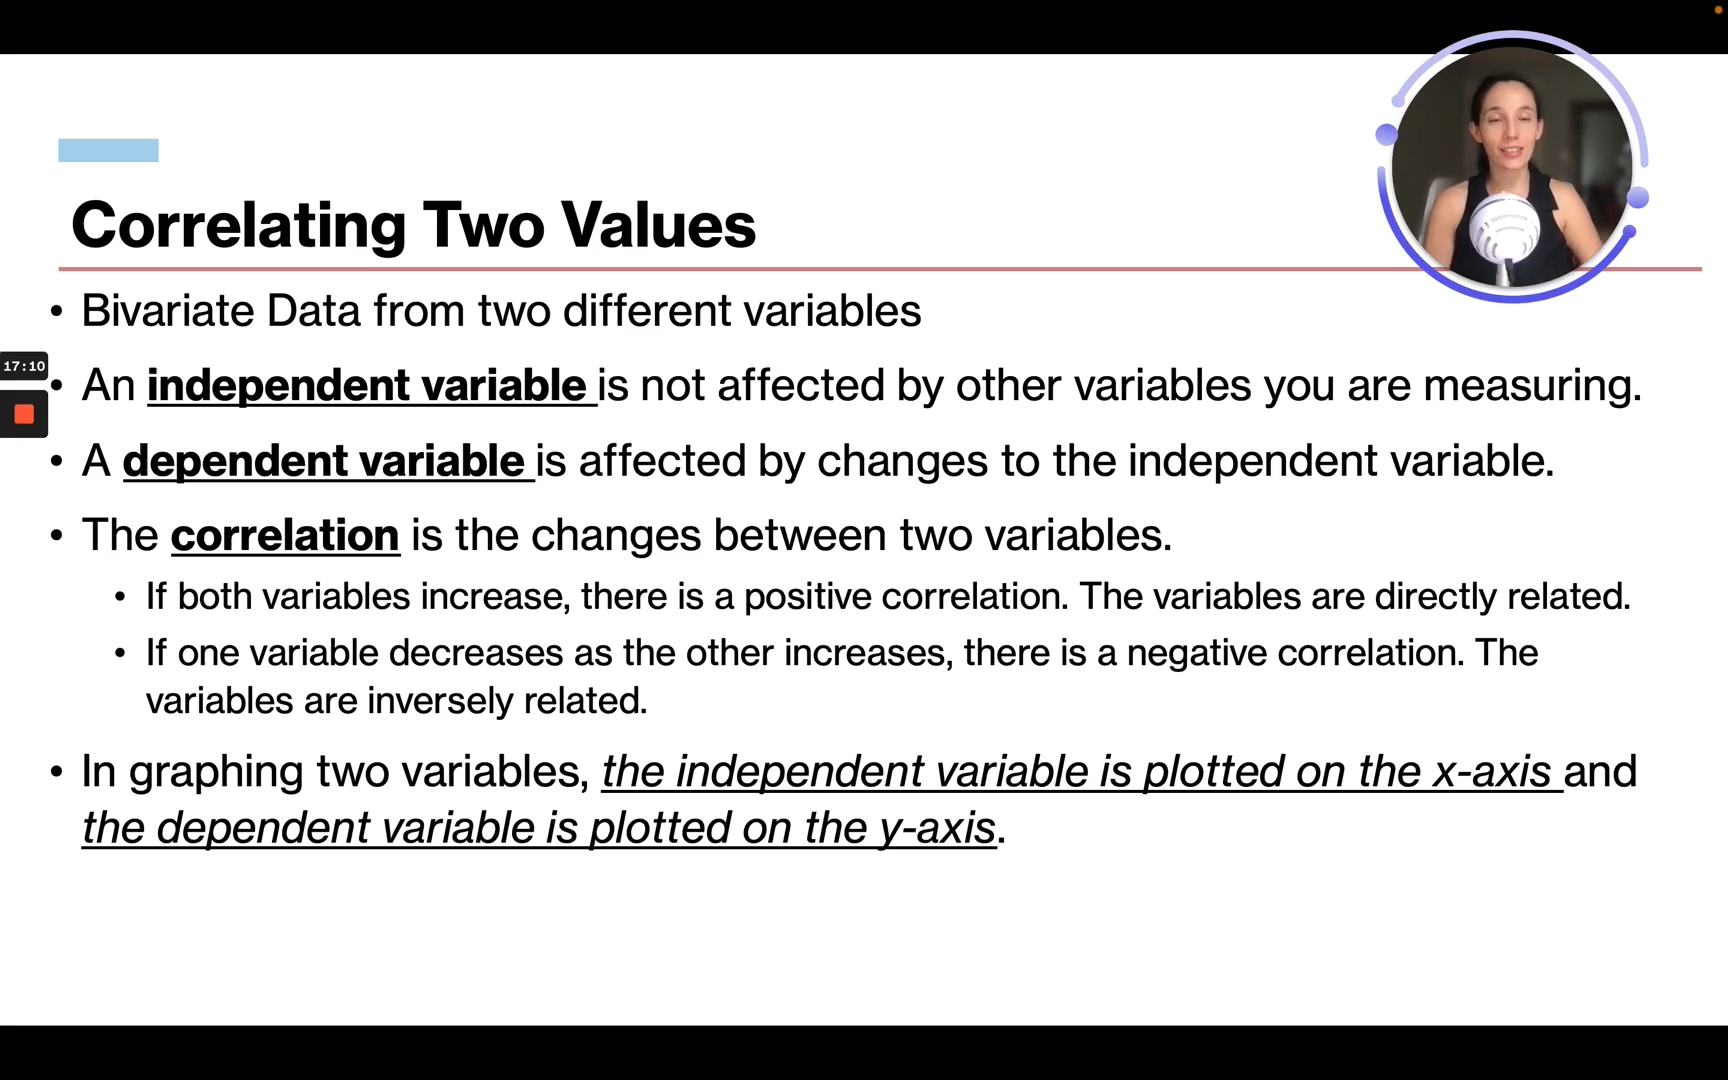 Correlating Two Values
• Bivariate Data from two different variables
17:10
• An independent variable is not affected by other variables you are measuring.
• A dependent variable is affected by changes to the independent variable.
• The correlation is the changes between two variables.
• If both variables increase, there is a positive correlation. The variables are directly related.
• If one variable decreases as the other increases, there is a negative correlation. The
variables are inversely related.
• In graphing two variables, the independent variable is plotted on the x-axis and
the dependent variable is plotted on the y-axis.